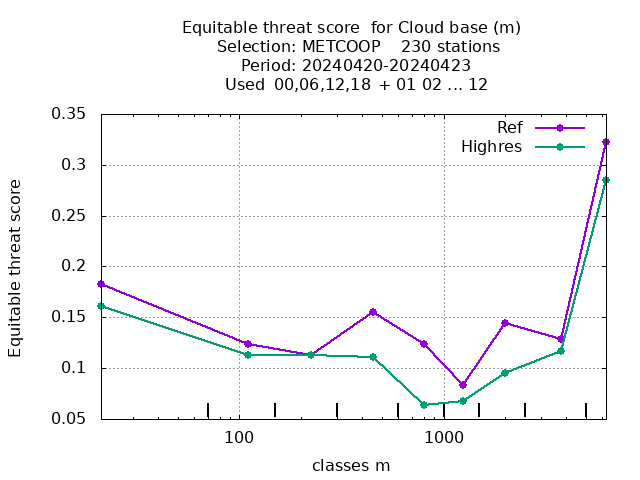 Equitable threat score  for Cloud base (m)
Selection: METCOOP    230 stations
Period: 20240420-20240423
Used  00,06,12,18 + 01 02 ... 12
Ref
Highres
0.35
0.3
0.25
0.2
0.15
0.1
0.05
Equitable threat score
100
1000
classes m